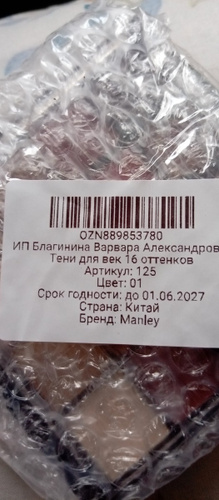 OZN889853780
ИП Благинина Варвара Александров
Тени для век 16 оттенков
Артикул: 125
Цвет: 01
Срок годности: до 01.06.2027
Страна: Китай
Бренд: Manley